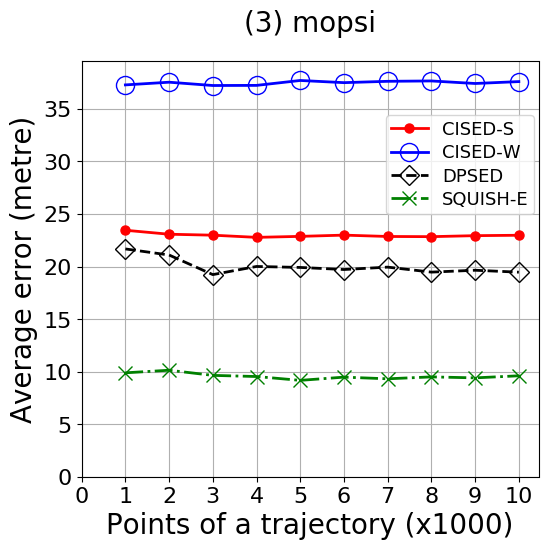 (3) mopsi
Average error (metre)
35
30
25
20
15
10
5
0
CISED-S
CISED-W
DPSED
SQUISH-E
0 1 2 3 4 5 6 7 8 9 10
Points of a trajectory (x1000)